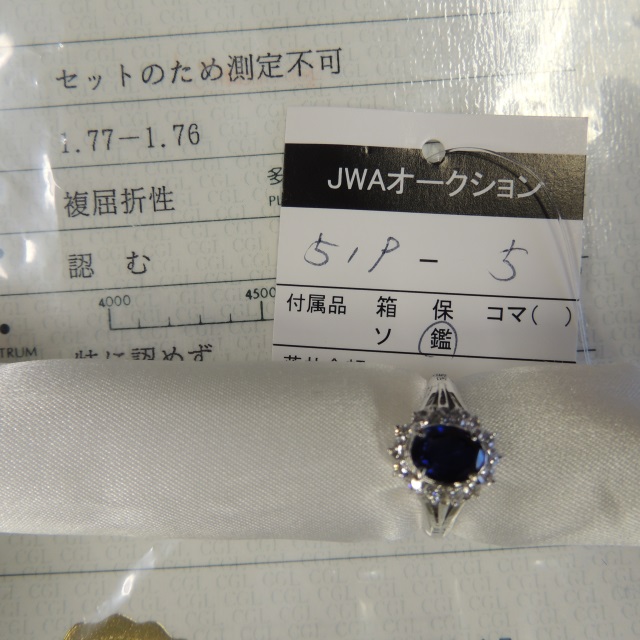 セットのため測定不可
1.77-1.76
複屈折性
認 む
4000 450
TRUM
特に認めず
JWAオークション
519 - 5
付属品 箱 保 コマ( )
ソ 鑑